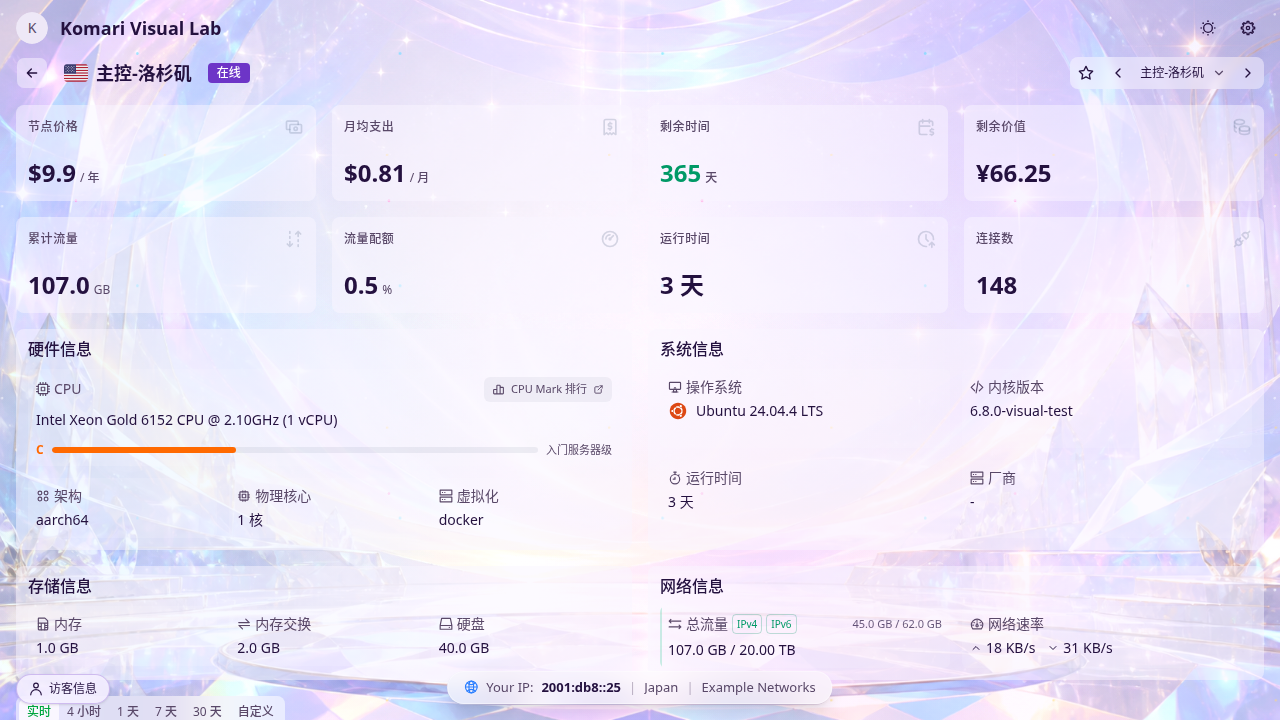 K
Komari Visual Lab
主控-洛杉矶
在线
主控-洛杉矶
节点价格
$9.9 / 年
月均支出
$0.81 / 月
剩余时间
365 天
剩余价值
¥66.25
累计流量
107.0 GB
流量配额
0.5 %
运行时间
3 天
连接数
148
硬件信息
CPU
CPU Mark 排行
Intel Xeon Gold 6152 CPU @ 2.10GHz (1 vCPU)
C
入门服务器级
架构
aarch64
物理核心
1 核
虚拟化
docker
系统信息
操作系统
Ubuntu 24.04.4 LTS
内核版本
6.8.0-visual-test
运行时间
3 天
厂商
-
存储信息
内存
1.0 GB
内存交换
2.0 GB
硬盘
40.0 GB
网络信息
总流量 IPv4 IPv6
45.0 GB / 62.0 GB
107.0 GB / 20.00 TB
网络速率
18 KB/s 31 KB/s
访客信息
Your IP: 2001:db8::25 | Japan | Example Networks
实时 4 小时 1 天 7 天 30 天 自定义